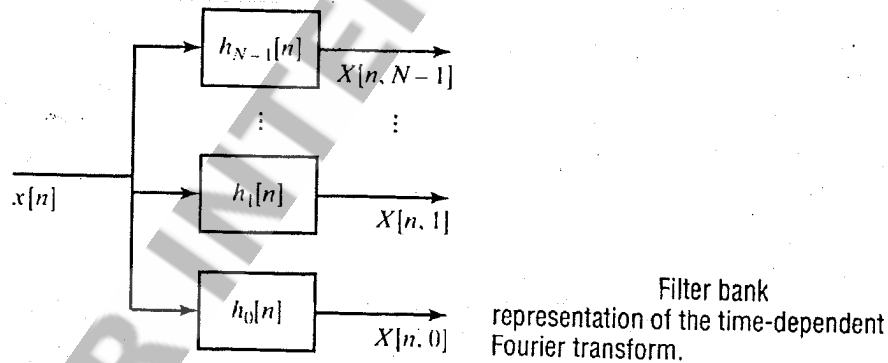 h_{N-1}[n]
X[n, N − 1]
⋮ ⋮
x[n]
h_1[n]
X[n, 1]
h_0[n]
X[n, 0]
Filter bank
representation of the time-dependent
Fourier transform.